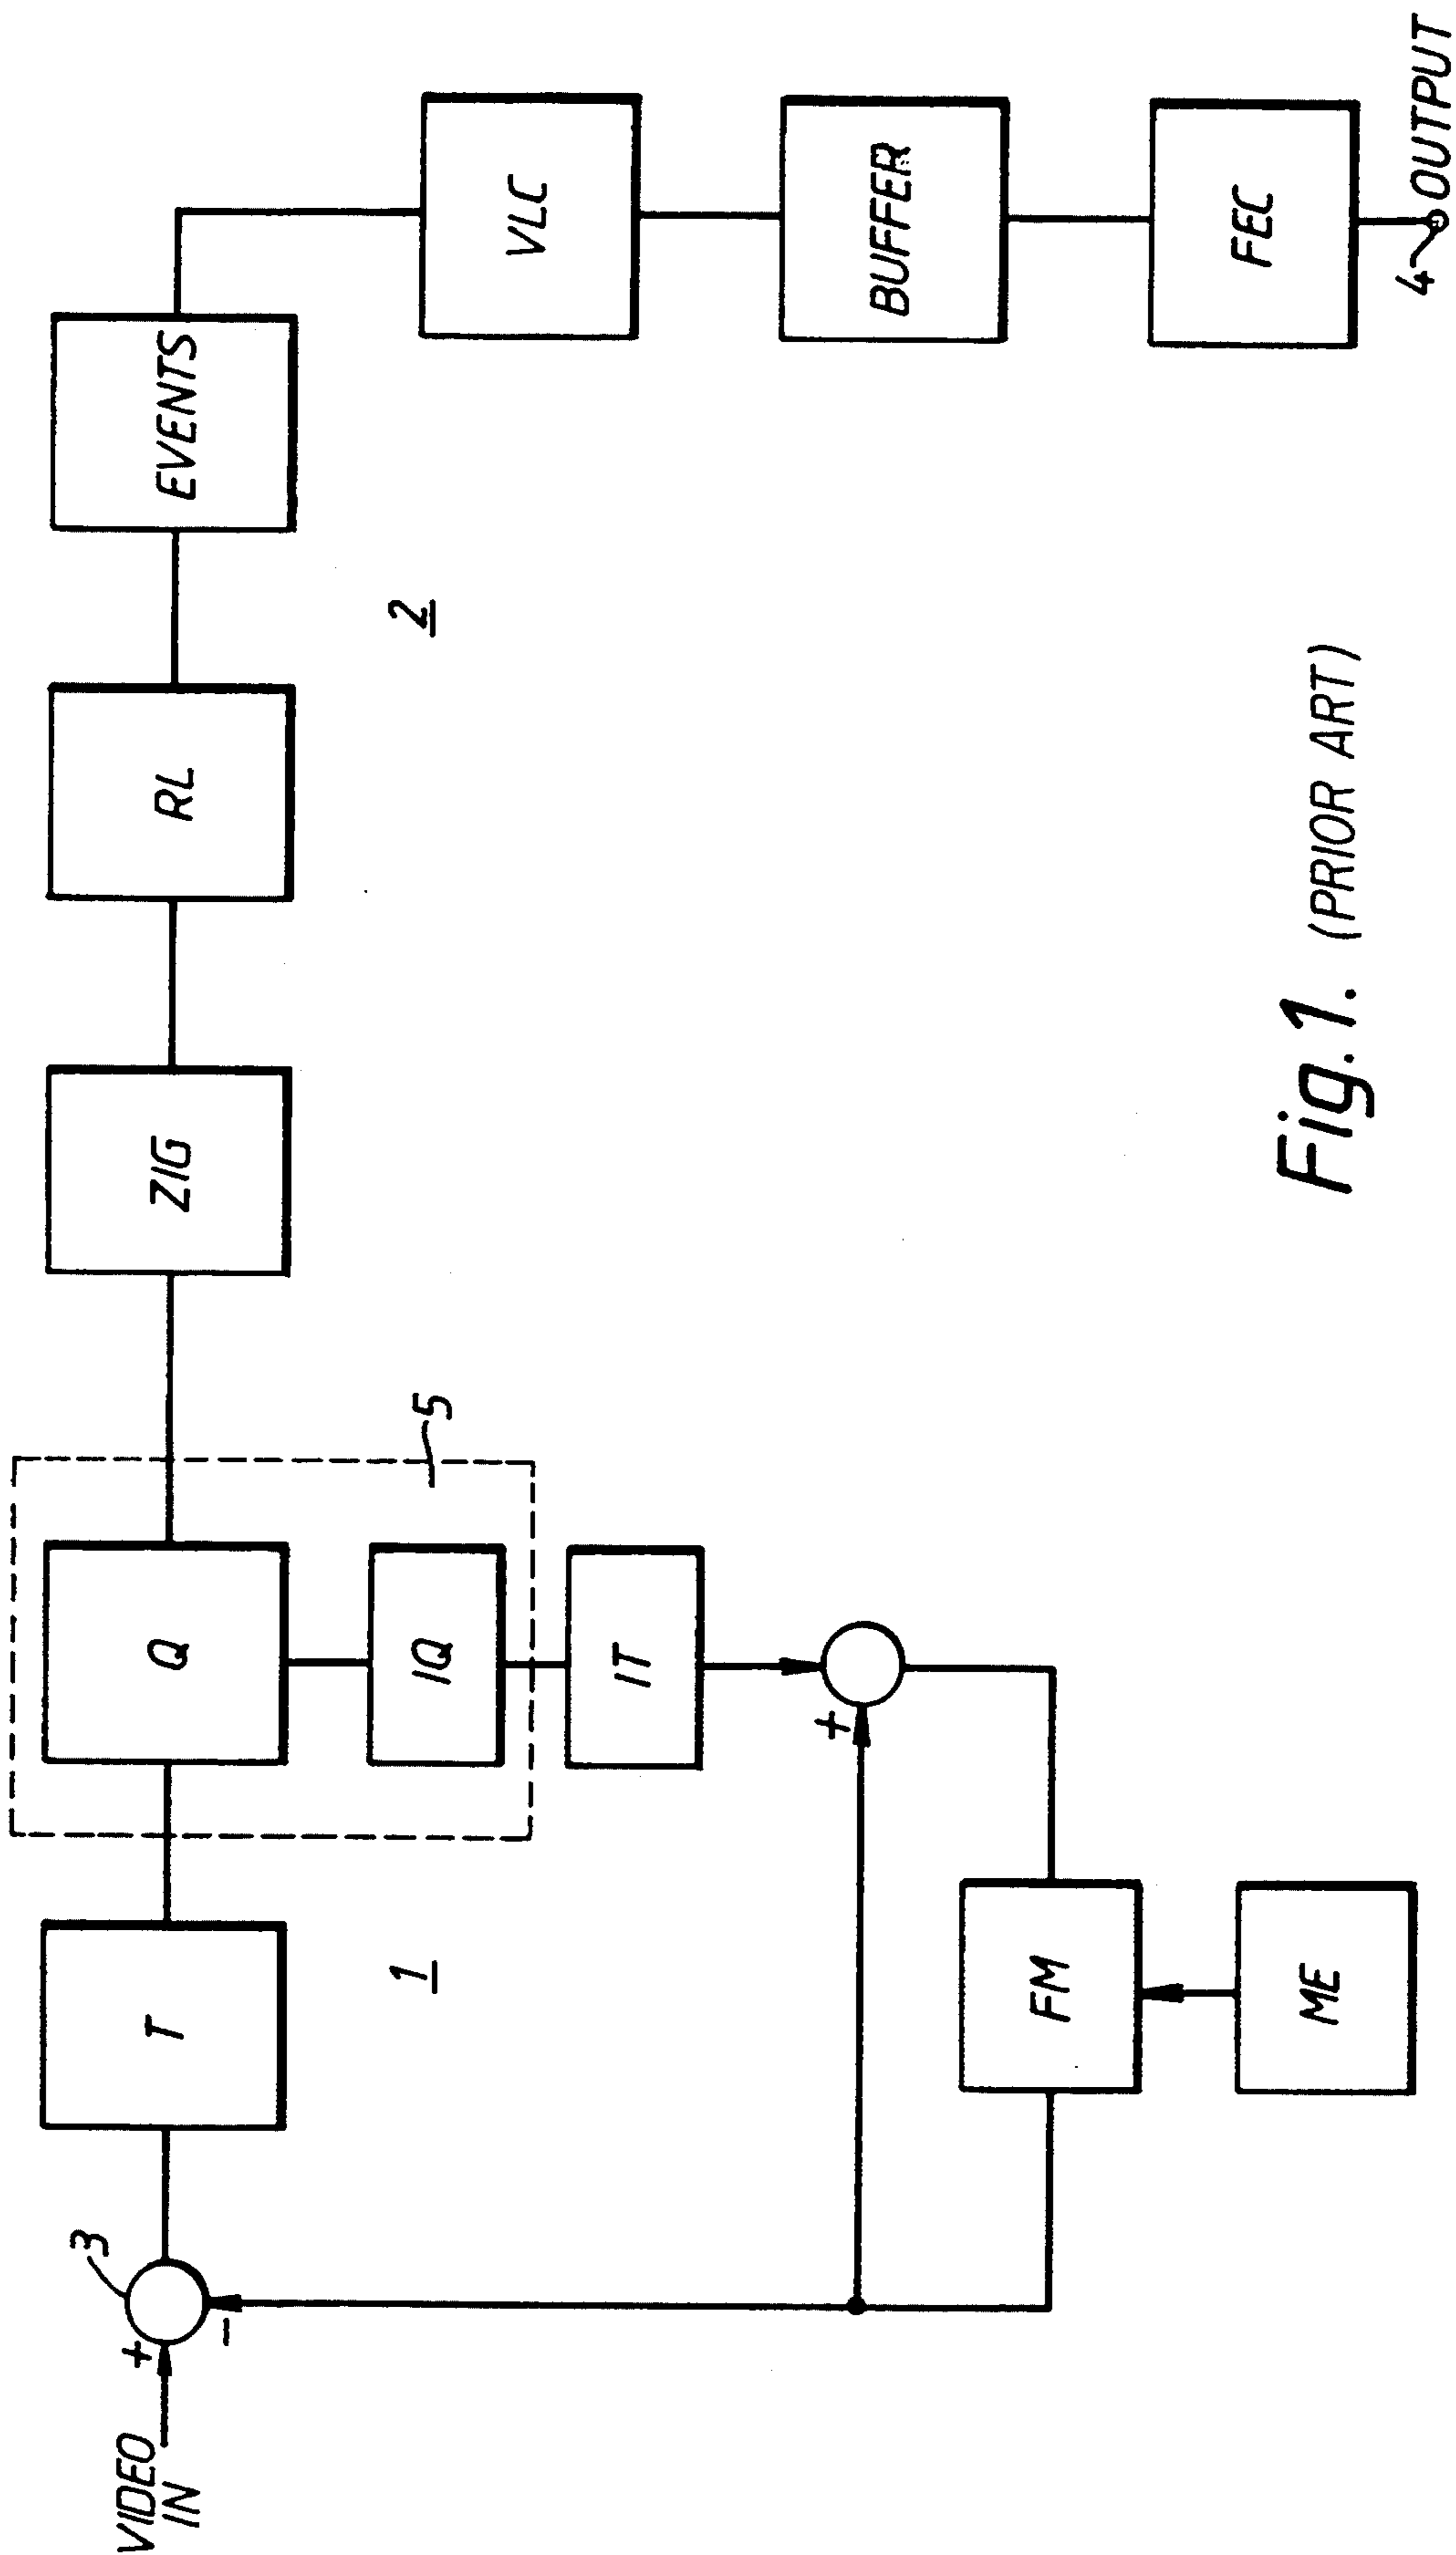 VIDEO
IN
+
-
3
T
1
Q
IQ
5
IT
+
FM
ME
ZIG
RL
EVENTS
2
VLC
BUFFER
FEC
4
OUTPUT
Fig. 1. (PRIOR ART)